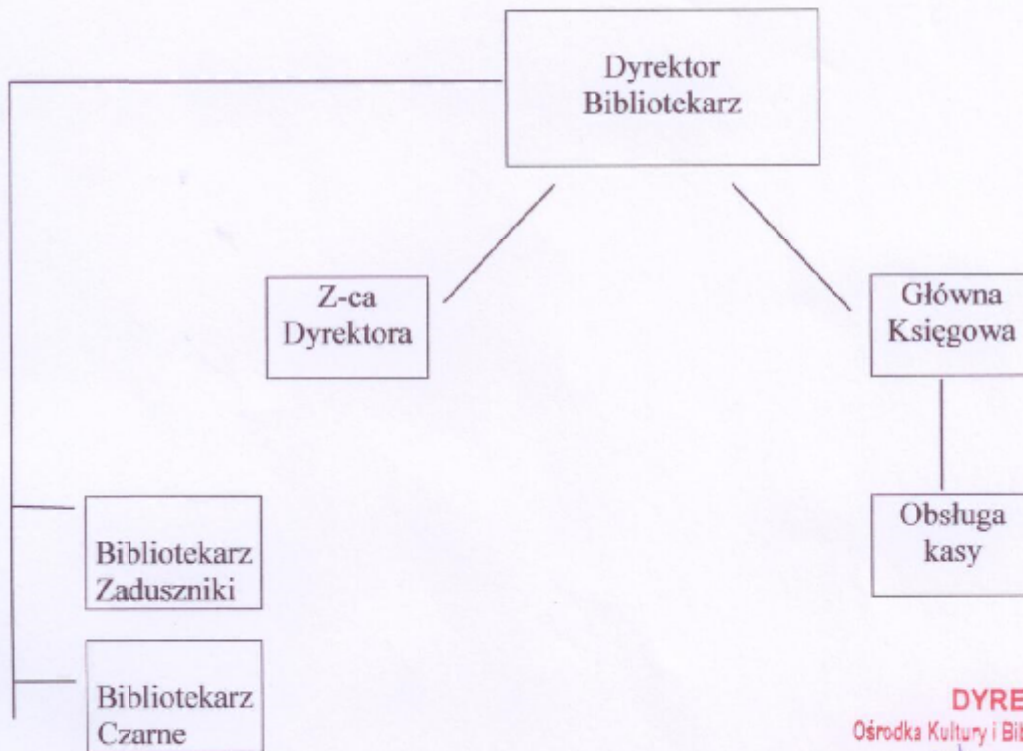 Dyrektor
Bibliotekarz
Z-ca
Dyrektora
Główna
Księgowa
Obsługa
kasy
Bibliotekarz
Zaduszniki
Bibliotekarz
Czarne
DYRE
Ośrodka Kultury i Bib